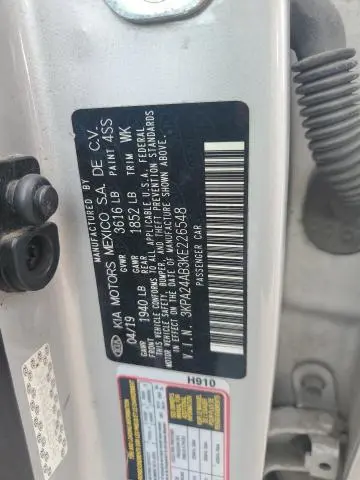 MANUFACTURED BY
KIA MOTORS MEXICO, S.A. DE C.V.
04/19 GVWR 3616 LB PAINT 4SS
GAWR FRONT 1940 LB GAWR REAR 1852 LB TRIM WK
THIS VEHICLE CONFORMS TO ALL APPLICABLE U.S.A. FEDERAL
MOTOR VEHICLE SAFETY, BUMPER, AND THEFT PREVENTION STANDARDS
IN EFFECT ON THE DATE OF MANUFACTURE SHOWN ABOVE.
V.I.N. 3KPA24AB3KE226548
PASSENGER CAR
H910